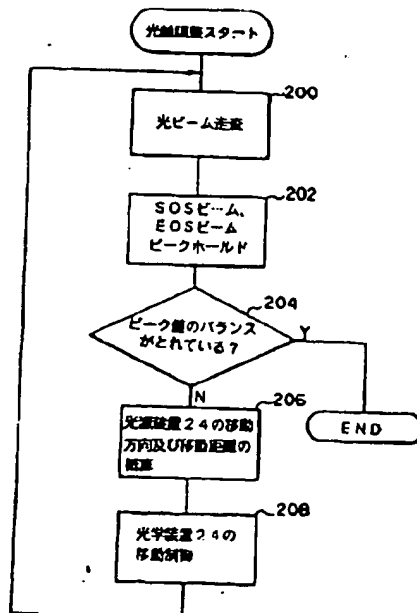 光軸調整スタート
200
光ビーム走査
202
SOSビーム、
EOSビーム
ピークホールド
204
ピーク値のバランス
がとれている?
Y
N
206
光源装置24の移動
方向及び移動距離の
概算
END
208
光学装置24の
移動制御